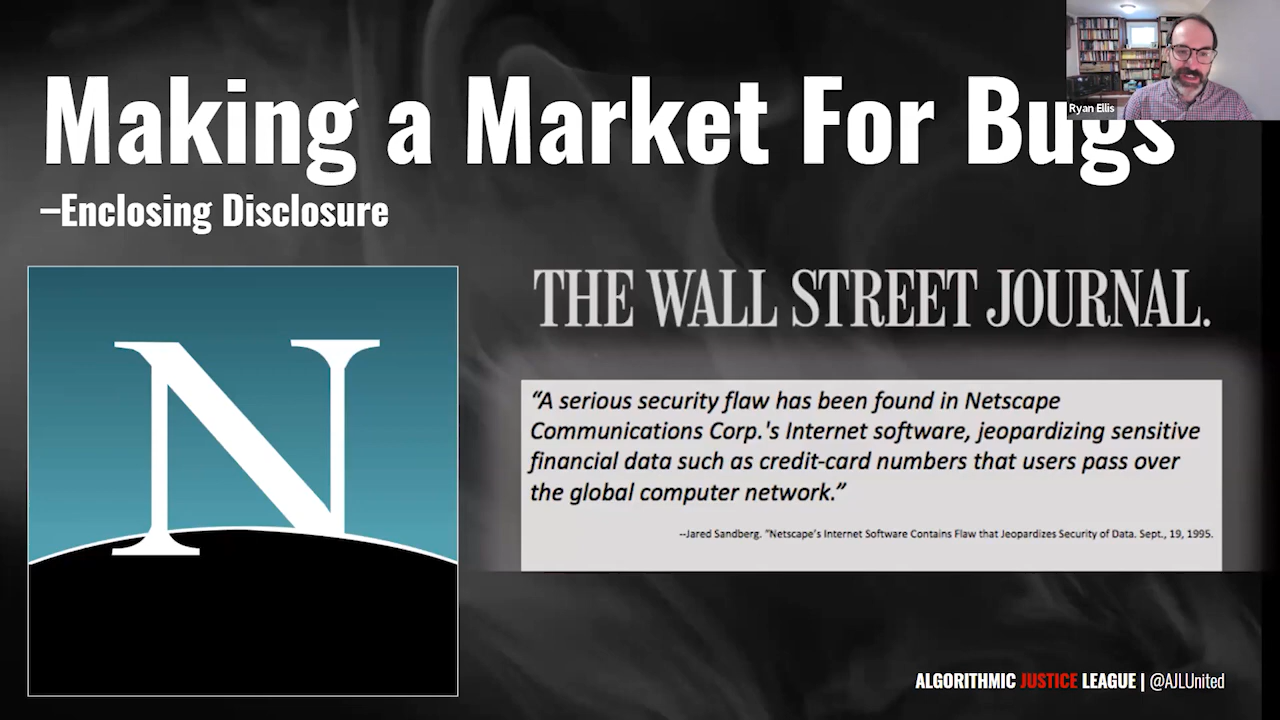 Ryan Ellis
Making a Market For Bugs
–Enclosing Disclosure
N
THE WALL STREET JOURNAL.
“A serious security flaw has been found in Netscape
Communications Corp.'s Internet software, jeopardizing sensitive
financial data such as credit-card numbers that users pass over
the global computer network.”
--Jared Sandberg. “Netscape's Internet Software Contains Flaw that Jeopardizes Security of Data. Sept., 19, 1995.
ALGORITHMIC JUSTICE LEAGUE | @AJLUnited